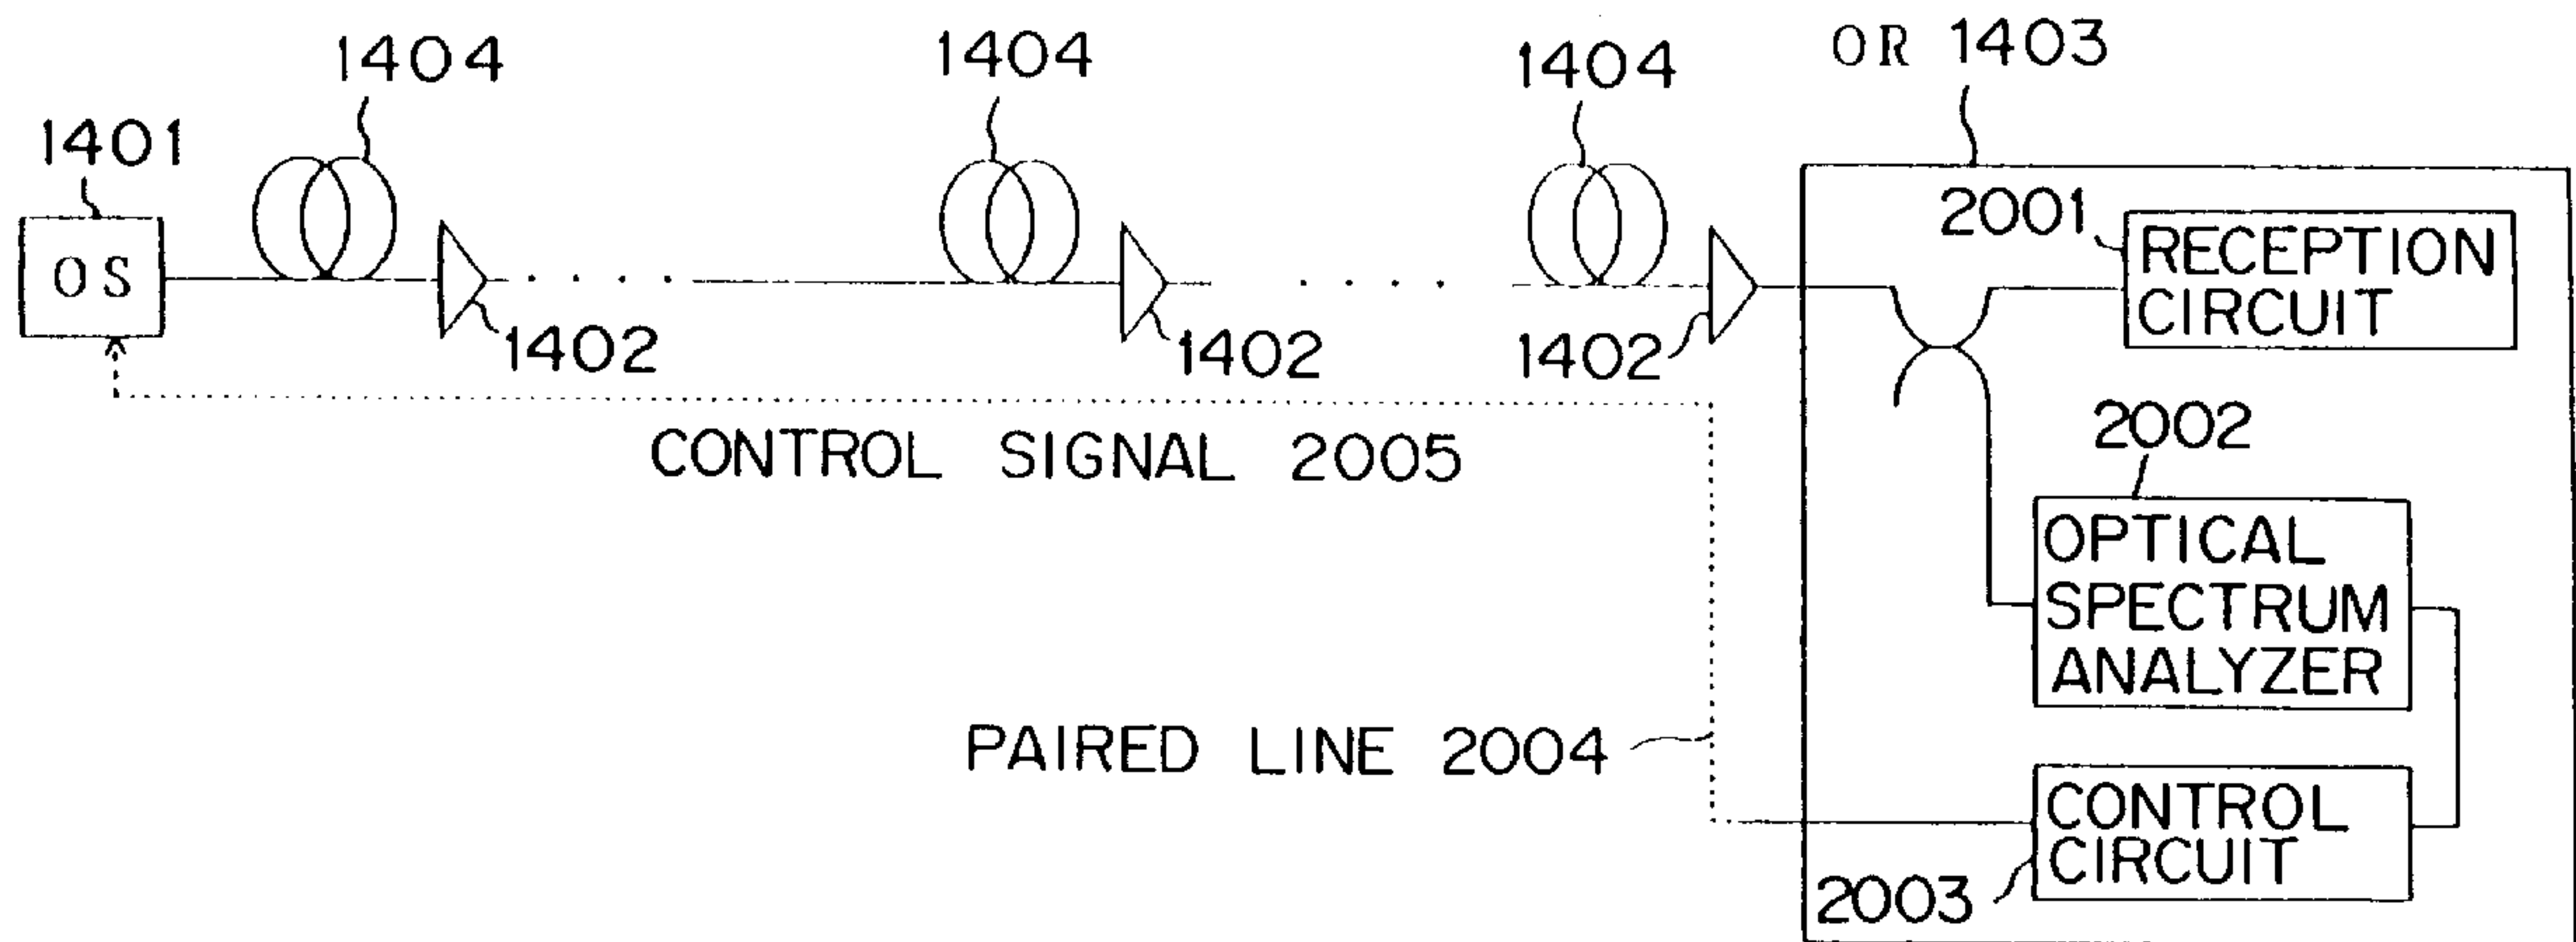 1404
1404
1404
OR 1403
1401
OS
2001
RECEPTION
CIRCUIT
1402
1402
1402
2002
CONTROL SIGNAL 2005
OPTICAL
SPECTRUM
ANALYZER
PAIRED LINE 2004
CONTROL
CIRCUIT
2003